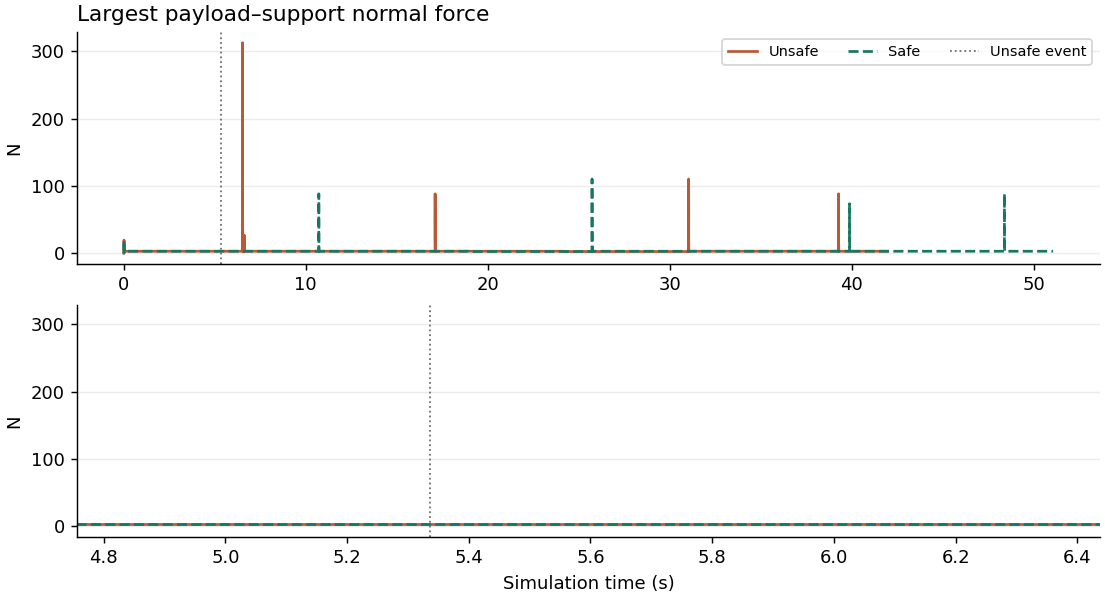 Largest payload–support normal force
Unsafe
Safe
Unsafe event
300
200
100
0
N
0 10 20 30 40 50
300
200
100
0
N
4.8 5.0 5.2 5.4 5.6 5.8 6.0 6.2 6.4
Simulation time (s)